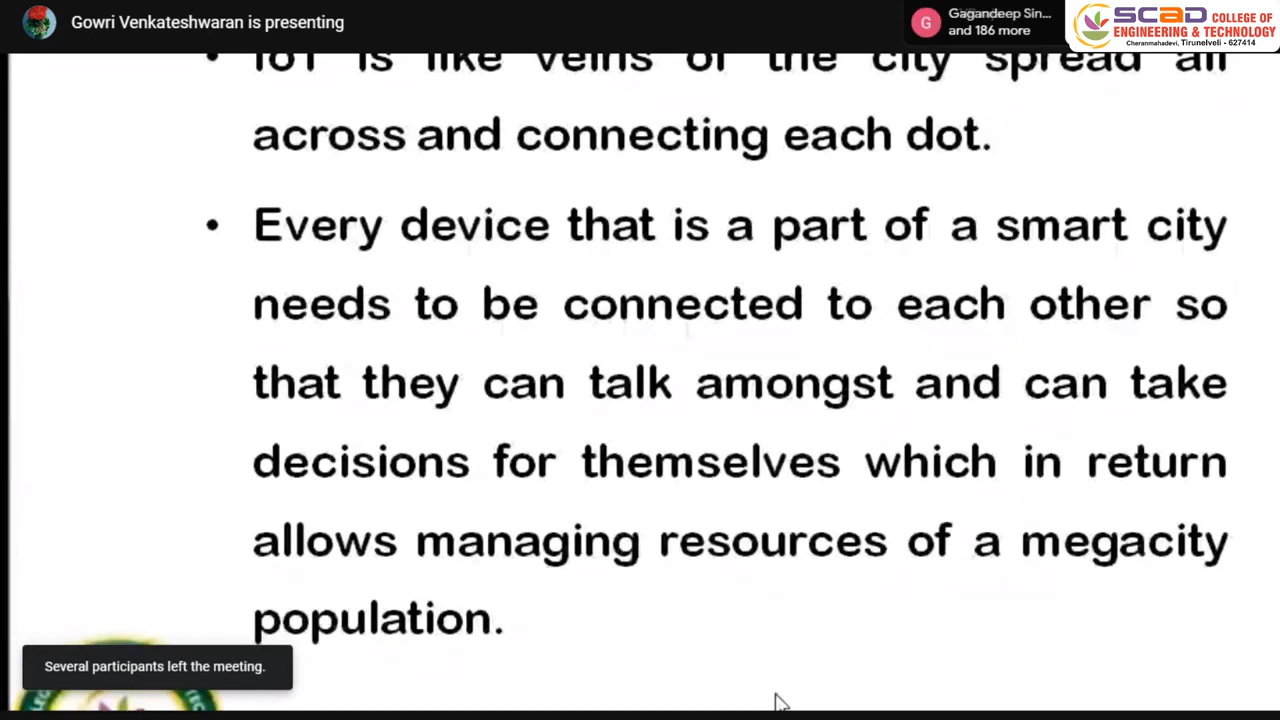 Gowri Venkateshwaran is presenting
G
Gagandeep Sin...
and 186 more
SCAD COLLEGE OF
ENGINEERING & TECHNOLOGY
Cheranmahadevi, Tirunelveli - 627414
• IoT is like veins of the city spread all
across and connecting each dot.
• Every device that is a part of a smart city
needs to be connected to each other so
that they can talk amongst and can take
decisions for themselves which in return
allows managing resources of a megacity
population.
Several participants left the meeting.